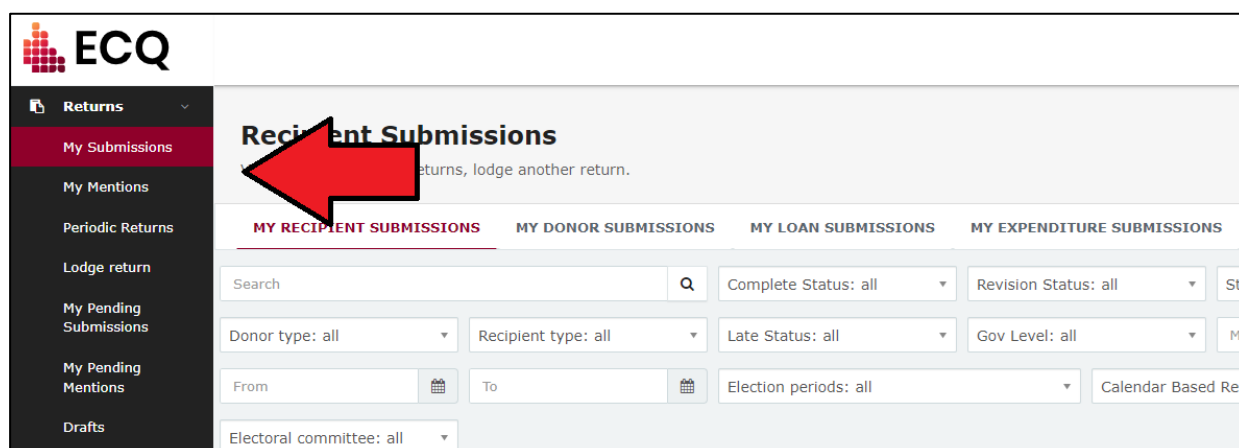 ECQ
Returns
My Submissions
My Mentions
Periodic Returns
Lodge return
My Pending
Submissions
My Pending
Mentions
Drafts
Recipient Submissions
eturns, lodge another return.
MY RECIPIENT SUBMISSIONS
MY DONOR SUBMISSIONS
MY LOAN SUBMISSIONS
MY EXPENDITURE SUBMISSIONS
Search
Complete Status: all
Revision Status: all
St
Donor type: all
Recipient type: all
Late Status: all
Gov Level: all
M
From
To
Election periods: all
Calendar Based Re
Electoral committee: all